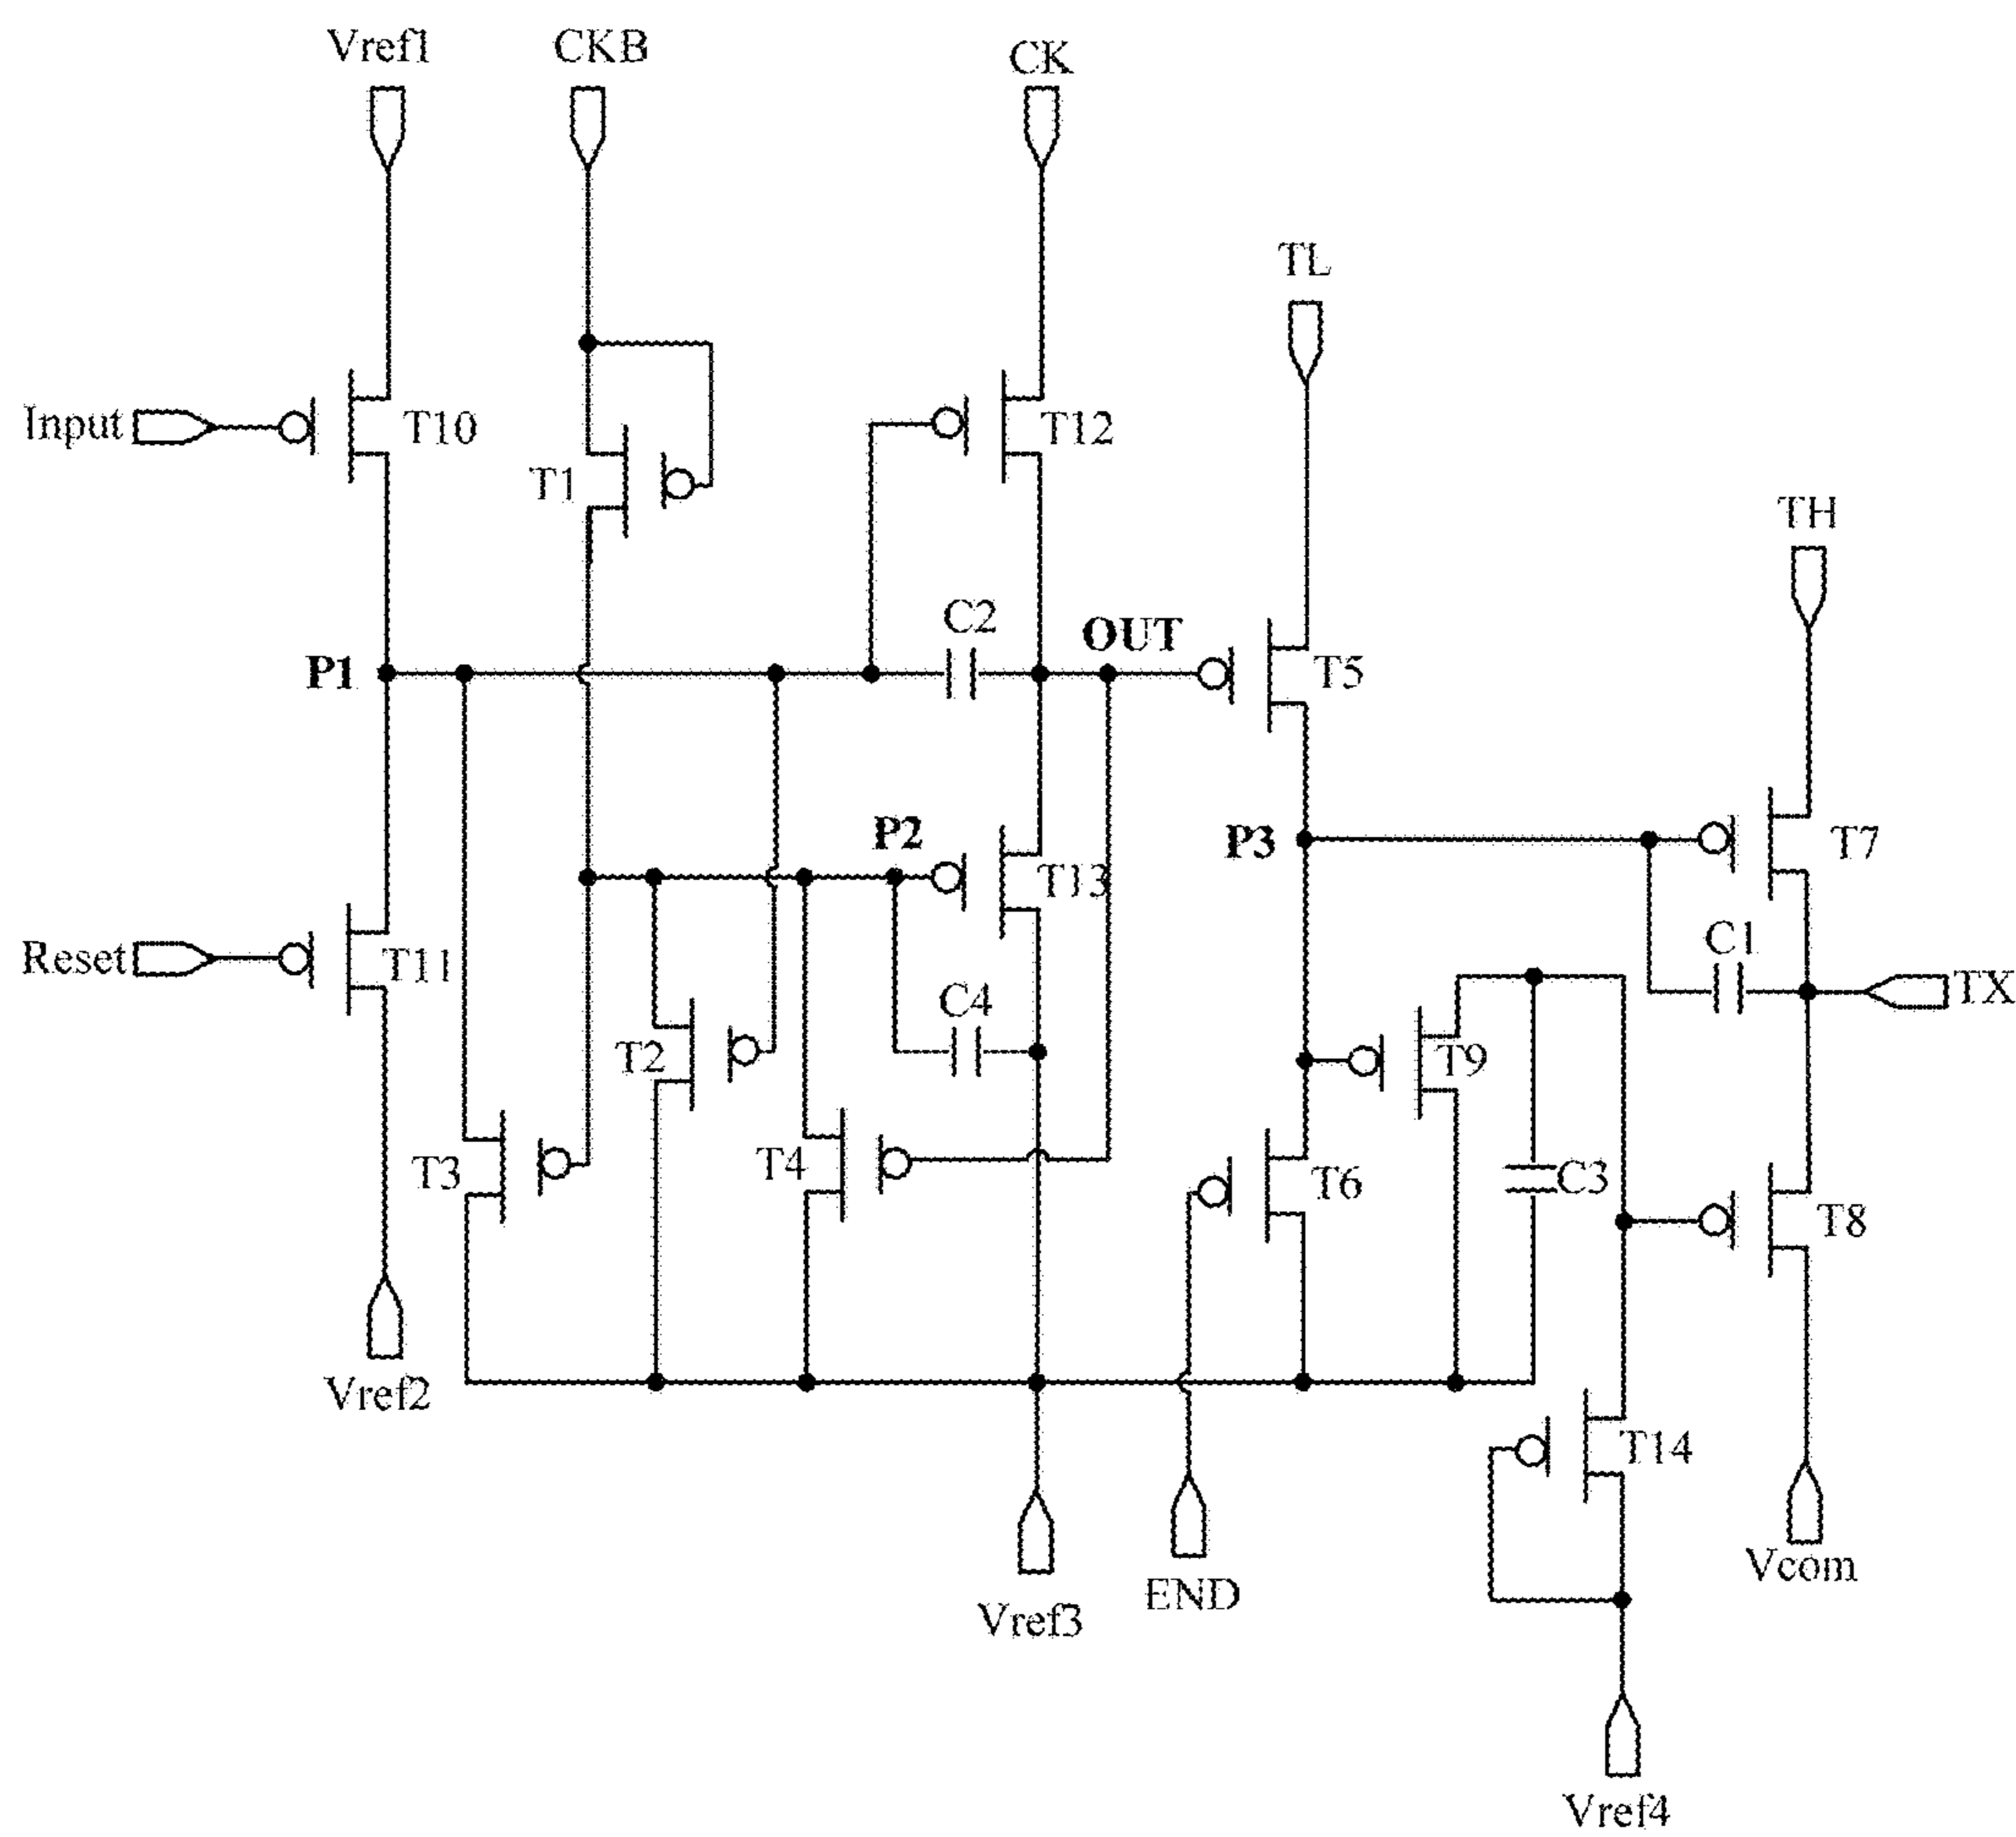 Vref1
CKB
CK
TL
Input
T10
T12
T1
TH
C2
OUT
P1
T5
P2
P3
T7
T13
C1
Reset
T11
TX
C4
T2
T9
T3
T4
T6
C3
T8
Vref2
T14
Vcom
END
Vref3
Vref4